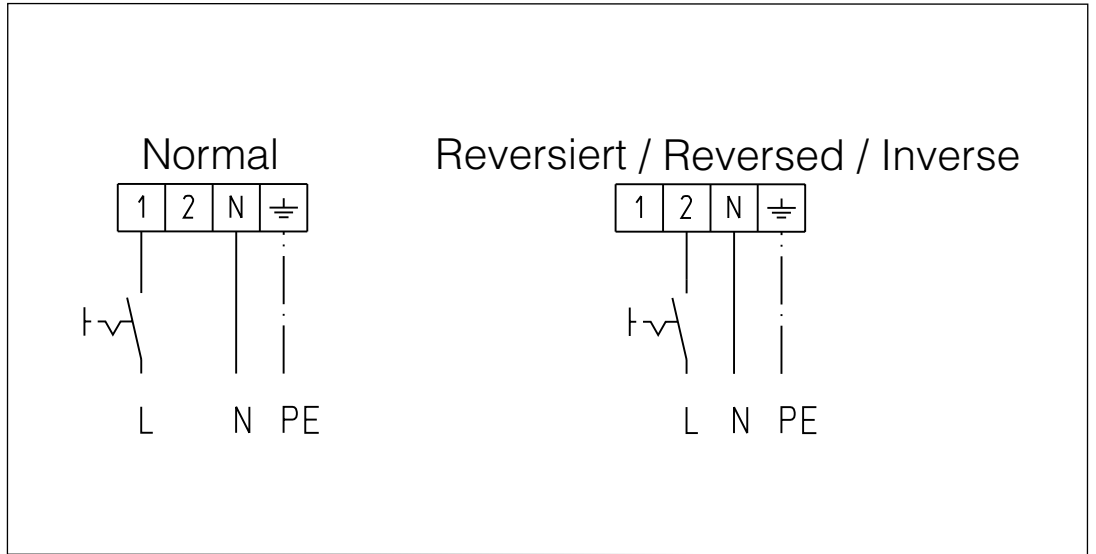 Normal
1 2 N
L N PE
Reversiert / Reversed / Inverse
1 2 N
L N PE